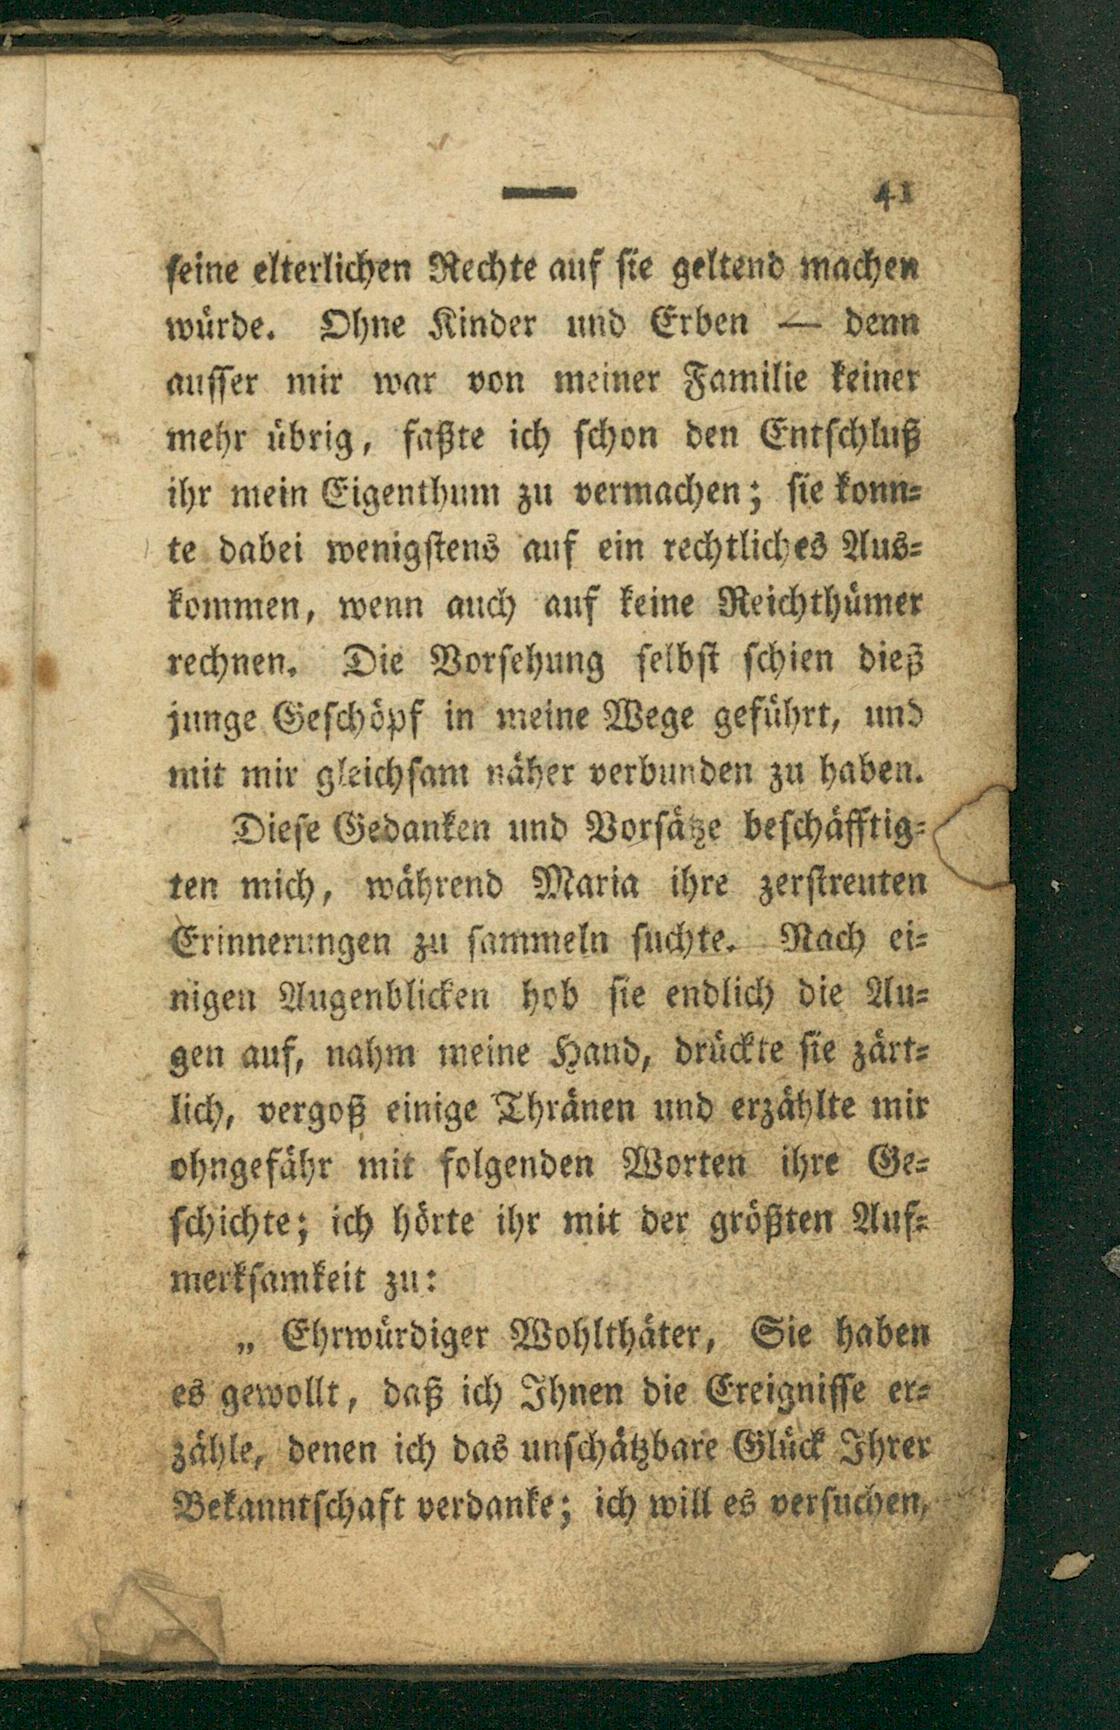 41
seine elterlichen Rechte auf sie geltend machen
würde. Ohne Kinder und Erben — denn
ausser mir war von meiner Familie keiner
mehr übrig, faßte ich schon den Entschluß
ihr mein Eigenthum zu vermachen; sie konn=
te dabei wenigstens auf ein rechtliches Aus=
kommen, wenn auch auf keine Reichthümer
rechnen. Die Vorsehung selbst schien dieß
junge Geschöpf in meine Wege geführt, und
mit mir gleichsam näher verbunden zu haben.
Diese Gedanken und Vorsätze beschäfftig=
ten mich, während Maria ihre zerstreuten
Erinnerungen zu sammeln suchte. Nach ei=
nigen Augenblicken hob sie endlich die Au=
gen auf, nahm meine Hand, drückte sie zärt=
lich, vergoß einige Thränen und erzählte mir
ohngefähr mit folgenden Worten ihre Ge=
schichte; ich hörte ihr mit der größten Auf=
merksamkeit zu:
„ Ehrwürdiger Wohlthäter, Sie haben
es gewollt, daß ich Ihnen die Ereignisse er=
zähle, denen ich das unschätzbare Glück Ihrer
Bekanntschaft verdanke; ich will es versuchen,